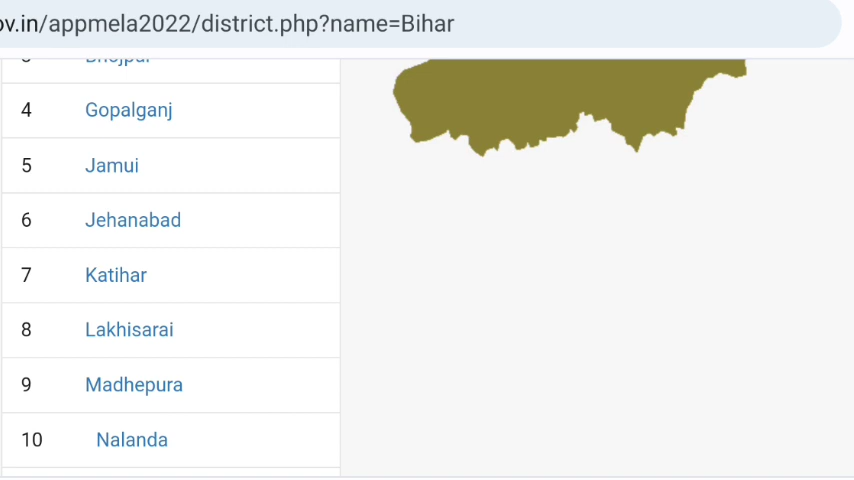 ov.in/appmela2022/district.php?name=Bihar
4 Gopalganj
5 Jamui
6 Jehanabad
7 Katihar
8 Lakhisarai
9 Madhepura
10 Nalanda